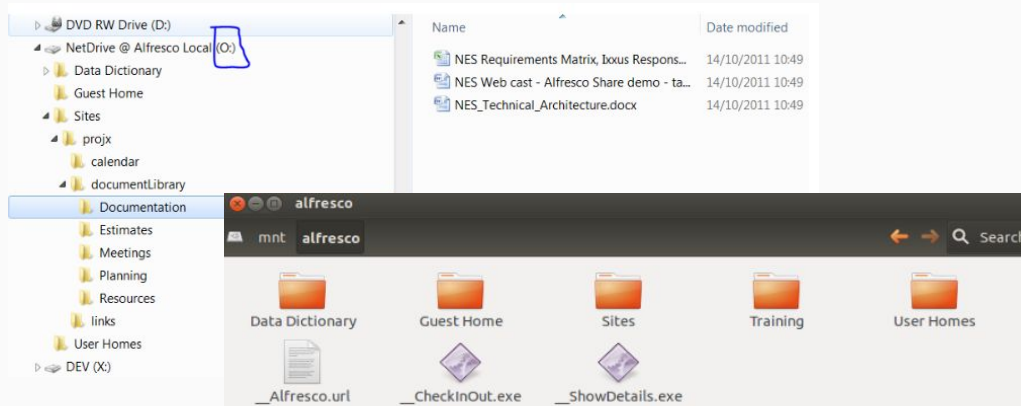 DVD RW Drive (D:)
NetDrive @ Alfresco Local (O:)
Data Dictionary
Guest Home
Sites
projx
calendar
documentLibrary
Documentation
Estimates
Meetings
Planning
Resources
links
User Homes
DEV (X:)
Name Date modified
NES Requirements Matrix, Ixxus Respons... 14/10/2011 10:49
NES Web cast - Alfresco Share demo - ta... 14/10/2011 10:49
NES_Technical_Architecture.docx 14/10/2011 10:49
alfresco
mnt alfresco Search
Data Dictionary Guest Home Sites Training User Homes
__Alfresco.url __CheckInOut.exe __ShowDetails.exe